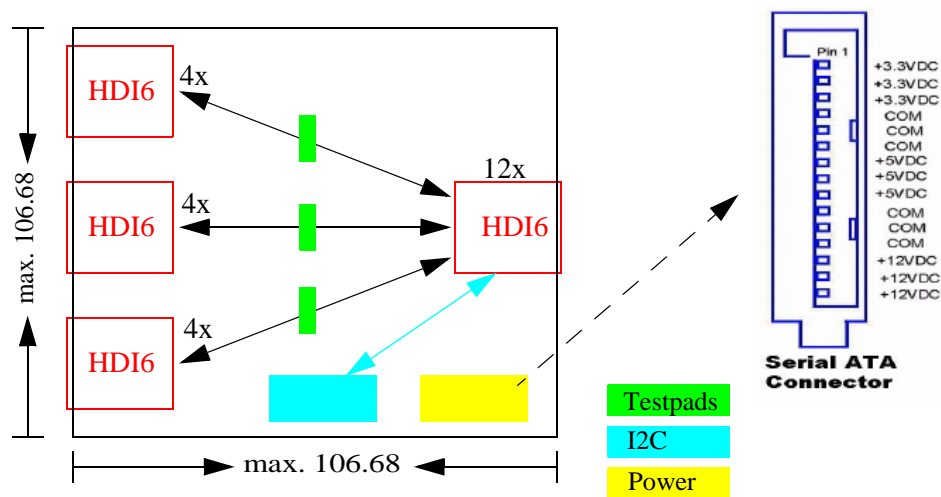 HDI6
4x
max. 106.68
12x
HDI6
4x
HDI6
4x
HDI6
max. 106.68
Testpads
I2C
Power
Pin 1
+3.3VDC
+3.3VDC
+3.3VDC
COM
COM
COM
+5VDC
+5VDC
+5VDC
COM
COM
COM
+12VDC
+12VDC
+12VDC
Serial ATA
Connector